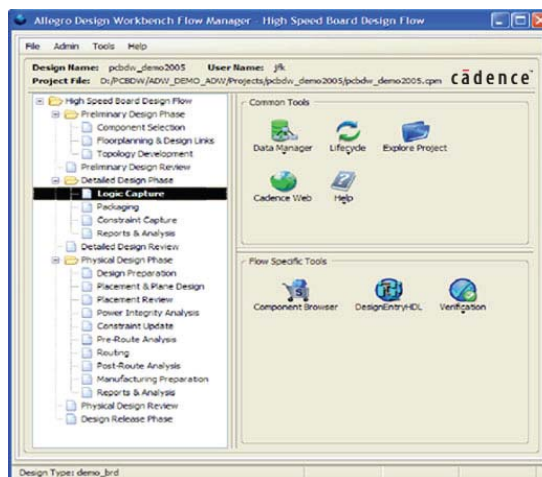 Allegro Design Workbench Flow Manager - High Speed Board Design Flow
File Admin Tools Help
Design Name: pcbdw_demo2005 User Name: jfk
Project File: D:/PCBDW/ADW_DEMO_ADW/Projects/pcbdw_demo2005/pcbdw_demo2005.cpm
cādence
High Speed Board Design Flow
Preliminary Design Phase
Component Selection
Floorplanning & Design Links
Topology Development
Preliminary Design Review
Detailed Design Phase
Logic Capture
Packaging
Constraint Capture
Reports & Analysis
Detailed Design Review
Physical Design Phase
Design Preparation
Placement & Plane Design
Placement Review
Power Integrity Analysis
Constraint Update
Pre-Route Analysis
Routing
Post-Route Analysis
Manufacturing Preparation
Reports & Analysis
Physical Design Review
Design Release Phase
Common Tools
Data Manager Lifecycle Explore Project
Cadence Web Help
Flow Specific Tools
Component Browser DesignEntryHDL Verification
Design Type: demo_brd